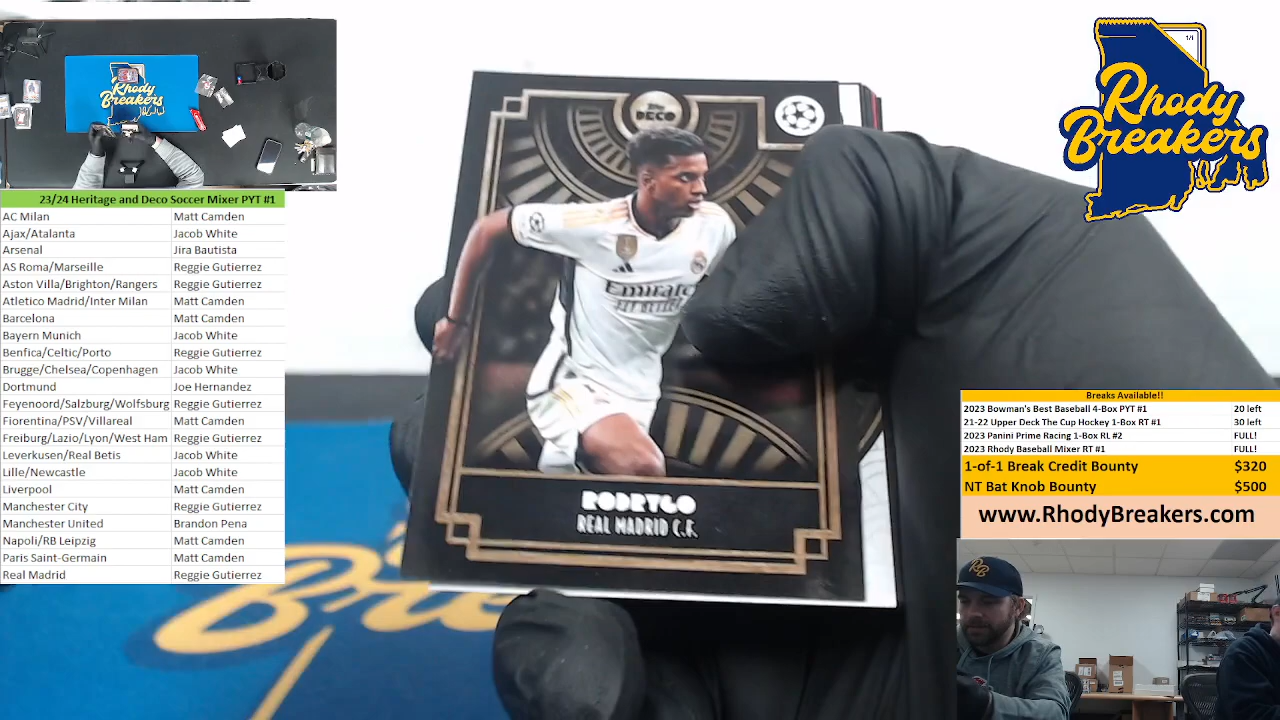 Rhody
Breakers
23/24 Heritage and Deco Soccer Mixer PYT #1
AC Milan Matt Camden
Ajax/Atalanta Jacob White
Arsenal Jira Bautista
AS Roma/Marseille Reggie Gutierrez
Aston Villa/Brighton/Rangers Reggie Gutierrez
Atletico Madrid/Inter Milan Matt Camden
Barcelona Matt Camden
Bayern Munich Jacob White
Benfica/Celtic/Porto Reggie Gutierrez
Brugge/Chelsea/Copenhagen Jacob White
Dortmund Joe Hernandez
Feyenoord/Salzburg/Wolfsburg Reggie Gutierrez
Fiorentina/PSV/Villareal Matt Camden
Freiburg/Lazio/Lyon/West Ham Reggie Gutierrez
Leverkusen/Real Betis Jacob White
Lille/Newcastle Jacob White
Liverpool Matt Camden
Manchester City Reggie Gutierrez
Manchester United Brandon Pena
Napoli/RB Leipzig Matt Camden
Paris Saint-Germain Matt Camden
Real Madrid Reggie Gutierrez
DECO
Emirates
RODRYGO
REAL MADRID C.F.
1/1
Rhody
Breakers
Breaks Available!!
2023 Bowman's Best Baseball 4-Box PYT #1 20 left
21-22 Upper Deck The Cup Hockey 1-Box RT #1 30 left
2023 Panini Prime Racing 1-Box RL #2 FULL!
2023 Rhody Baseball Mixer RT #1 FULL!
1-of-1 Break Credit Bounty $320
NT Bat Knob Bounty $500
www.RhodyBreakers.com
RB